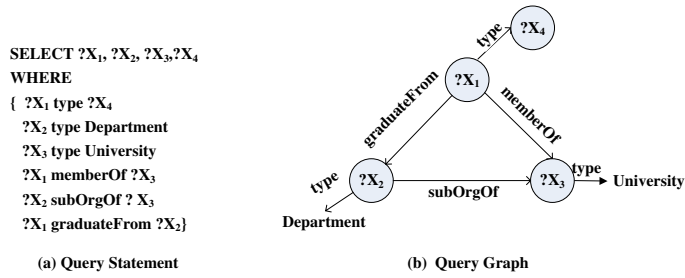 SELECT ?X1, ?X2, ?X3,?X4
WHERE
{ ?X1 type ?X4
?X2 type Department
?X3 type University
?X1 memberOf ?X3
?X2 subOrgOf ? X3
?X1 graduateFrom ?X2}
(a) Query Statement
?X4
type
?X1
graduateFrom
memberOf
type
?X2
subOrgOf
?X3
type
University
Department
(b) Query Graph